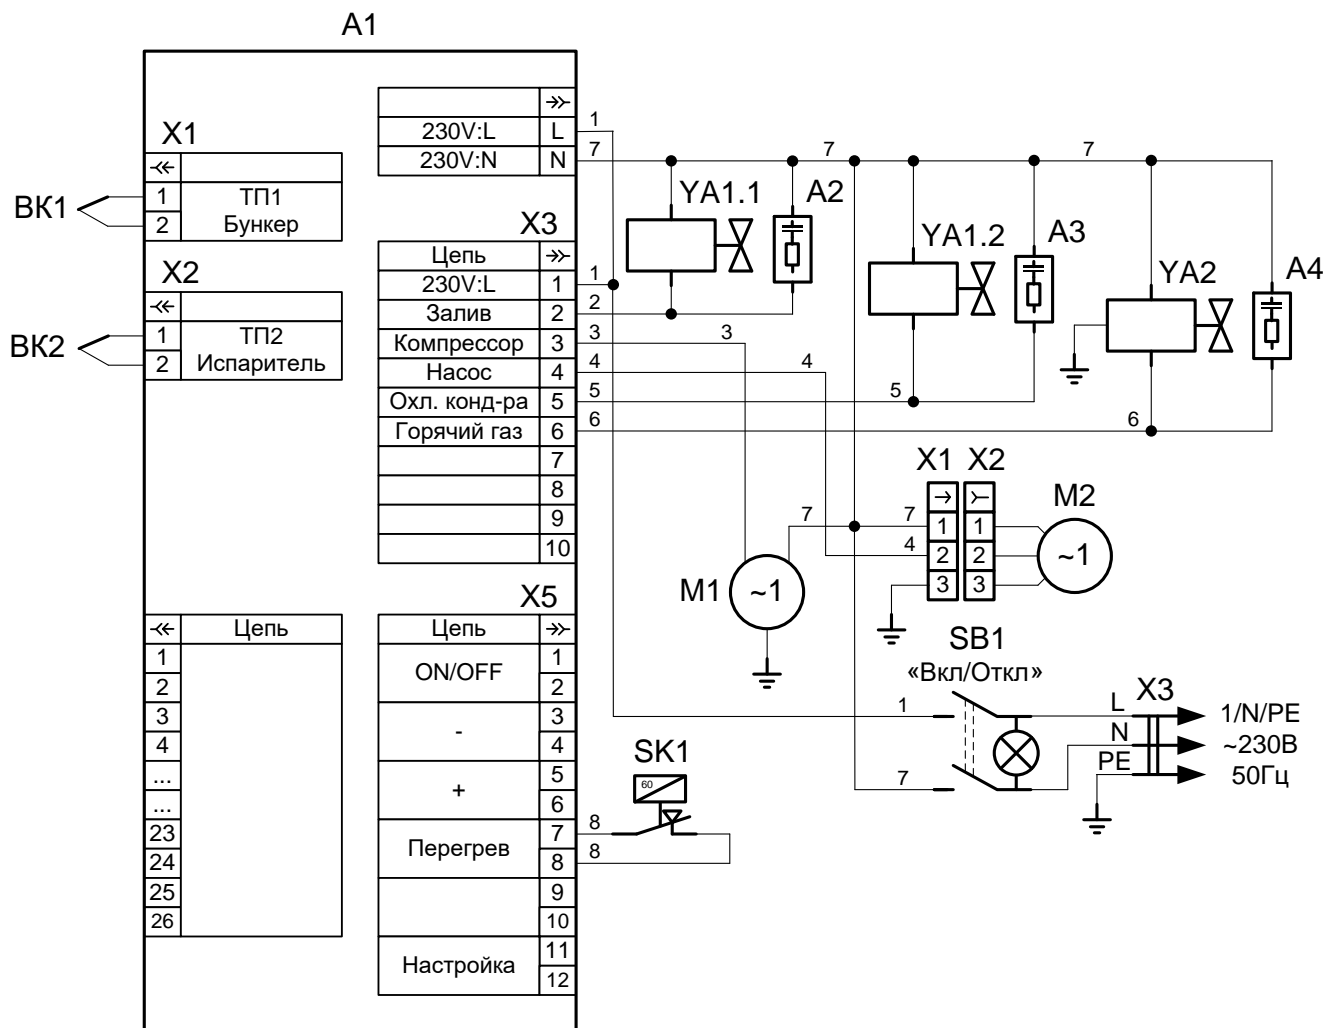 A1
230V:L L 1
230V:N N 7 7 7
X1
1 ТП1
2 Бункер
ВК1
X2
1 ТП2
2 Испаритель
ВК2
X3
Цепь
230V:L 1 1
Залив 2 2
Компрессор 3 3 3
Насос 4 4 4
Охл. конд-ра 5 5 5
Горячий газ 6 6 6
7
8
9
10
YA1.1 A2
YA1.2 A3
YA2 A4
X1 X2
7 7 1 1
4 2 2
3 3
M2
~1
M1 ~1
Цепь
1
2
3
4
...
...
23
24
25
26
X5
Цепь
ON/OFF 1
2
- 3
4
+ 5
6
Перегрев 7 8
8 8
9
10
Настройка 11
12
SK1
60
SB1
«Вкл/Откл»
1
7
X3
L 1/N/PE
N ~230В
PE 50Гц